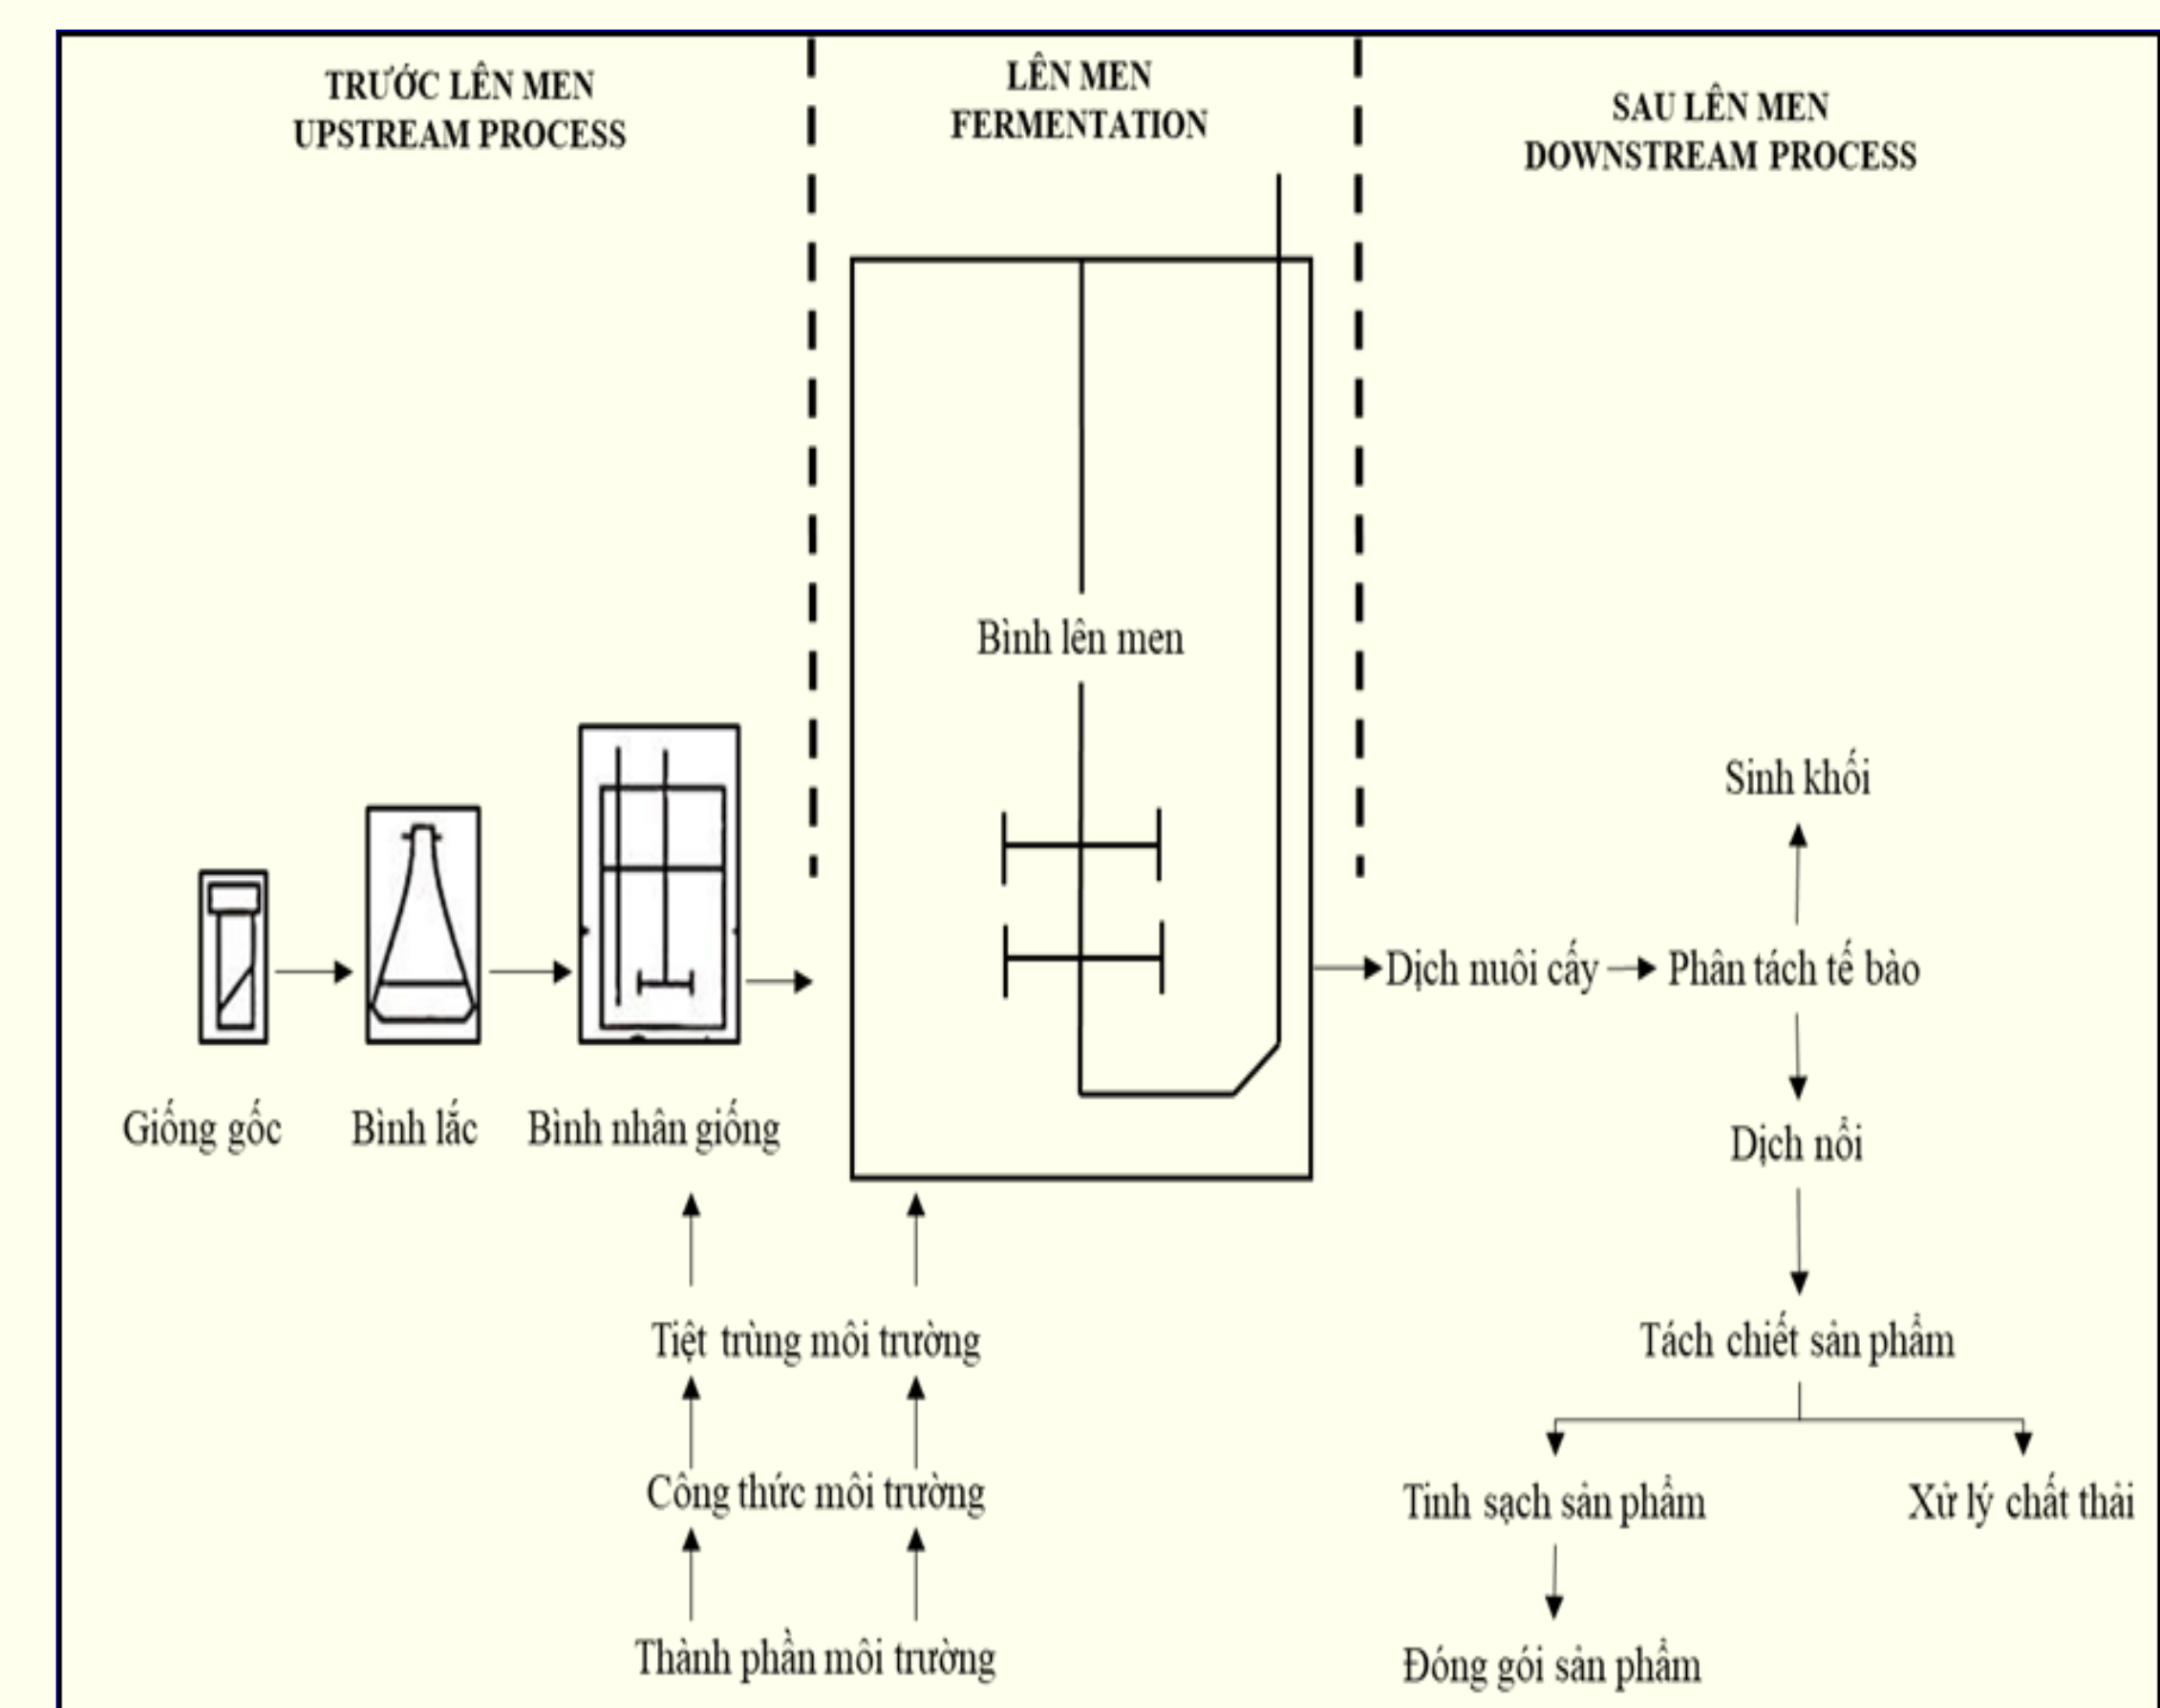 TRƯỚC LÊN MEN
UPSTREAM PROCESS
LÊN MEN
FERMENTATION
SAU LÊN MEN
DOWNSTREAM PROCESS
Bình lên men
Giống gốc
Bình lắc
Bình nhân giống
Tiệt trùng môi trường
Công thức môi trường
Thành phần môi trường
Dịch nuôi cấy
Phân tách tế bào
Sinh khối
Dịch nổi
Tách chiết sản phẩm
Tinh sạch sản phẩm
Xử lý chất thải
Đóng gói sản phẩm